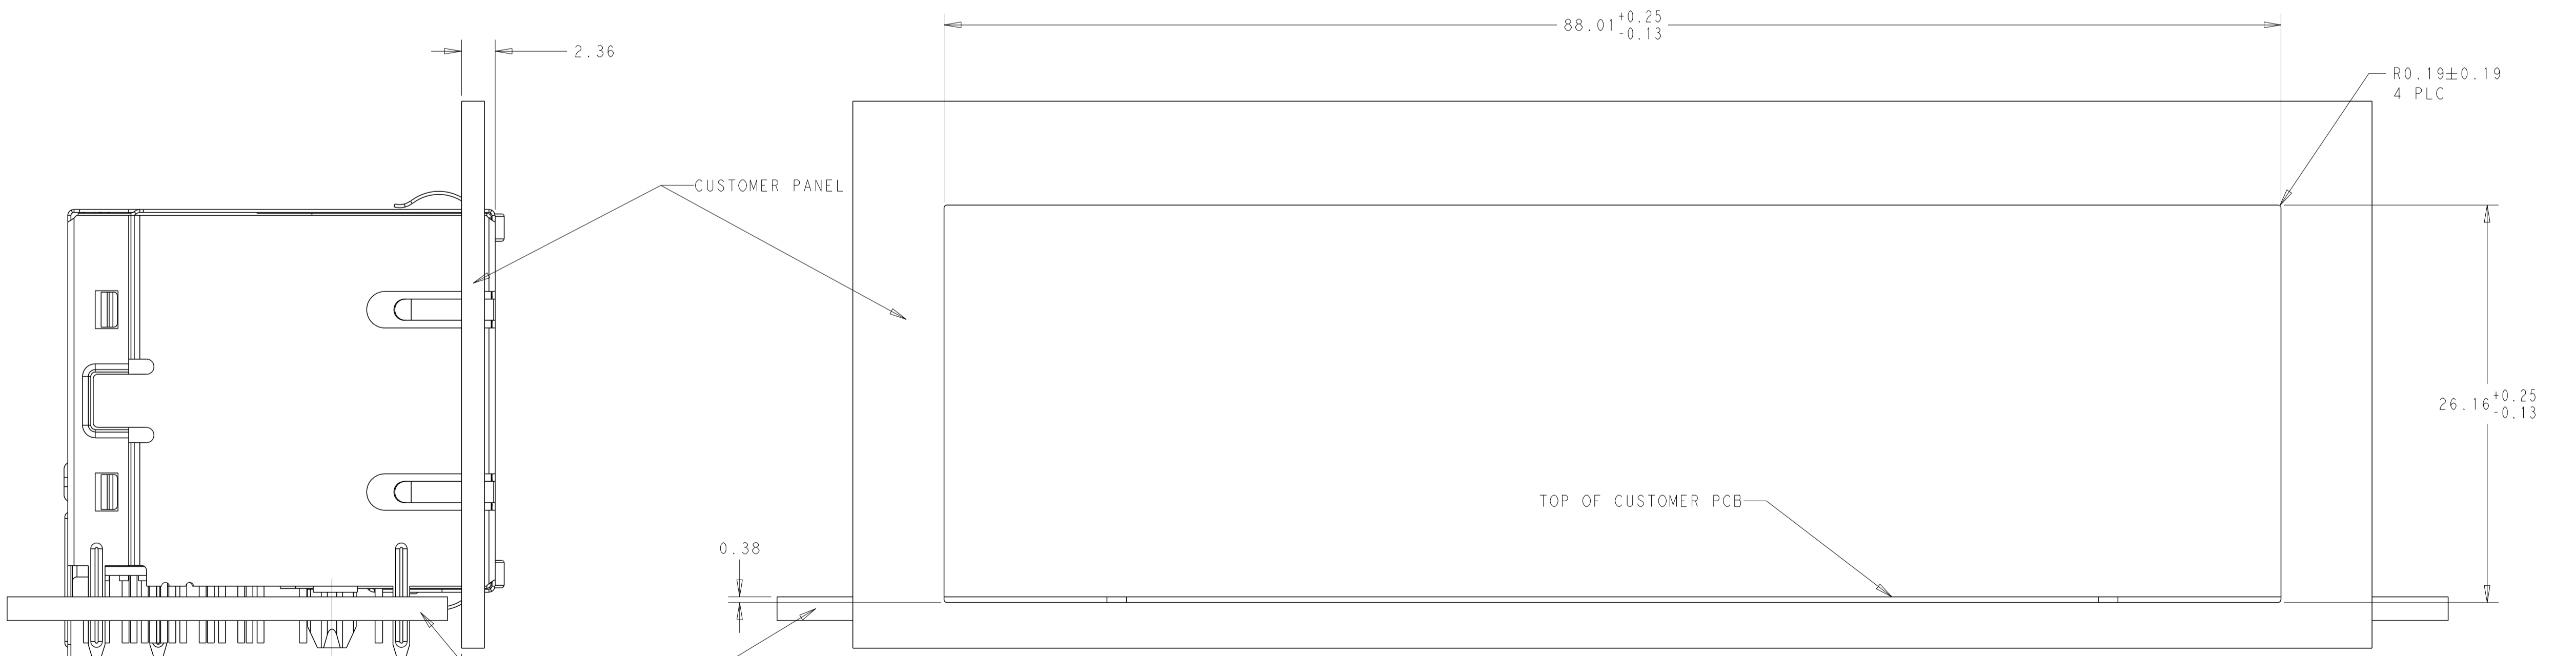 88.01+0.25
-0.13
2.36
R0.19±0.19
4 PLC
CUSTOMER PANEL
26.16+0.25
-0.13
TOP OF CUSTOMER PCB
0.38